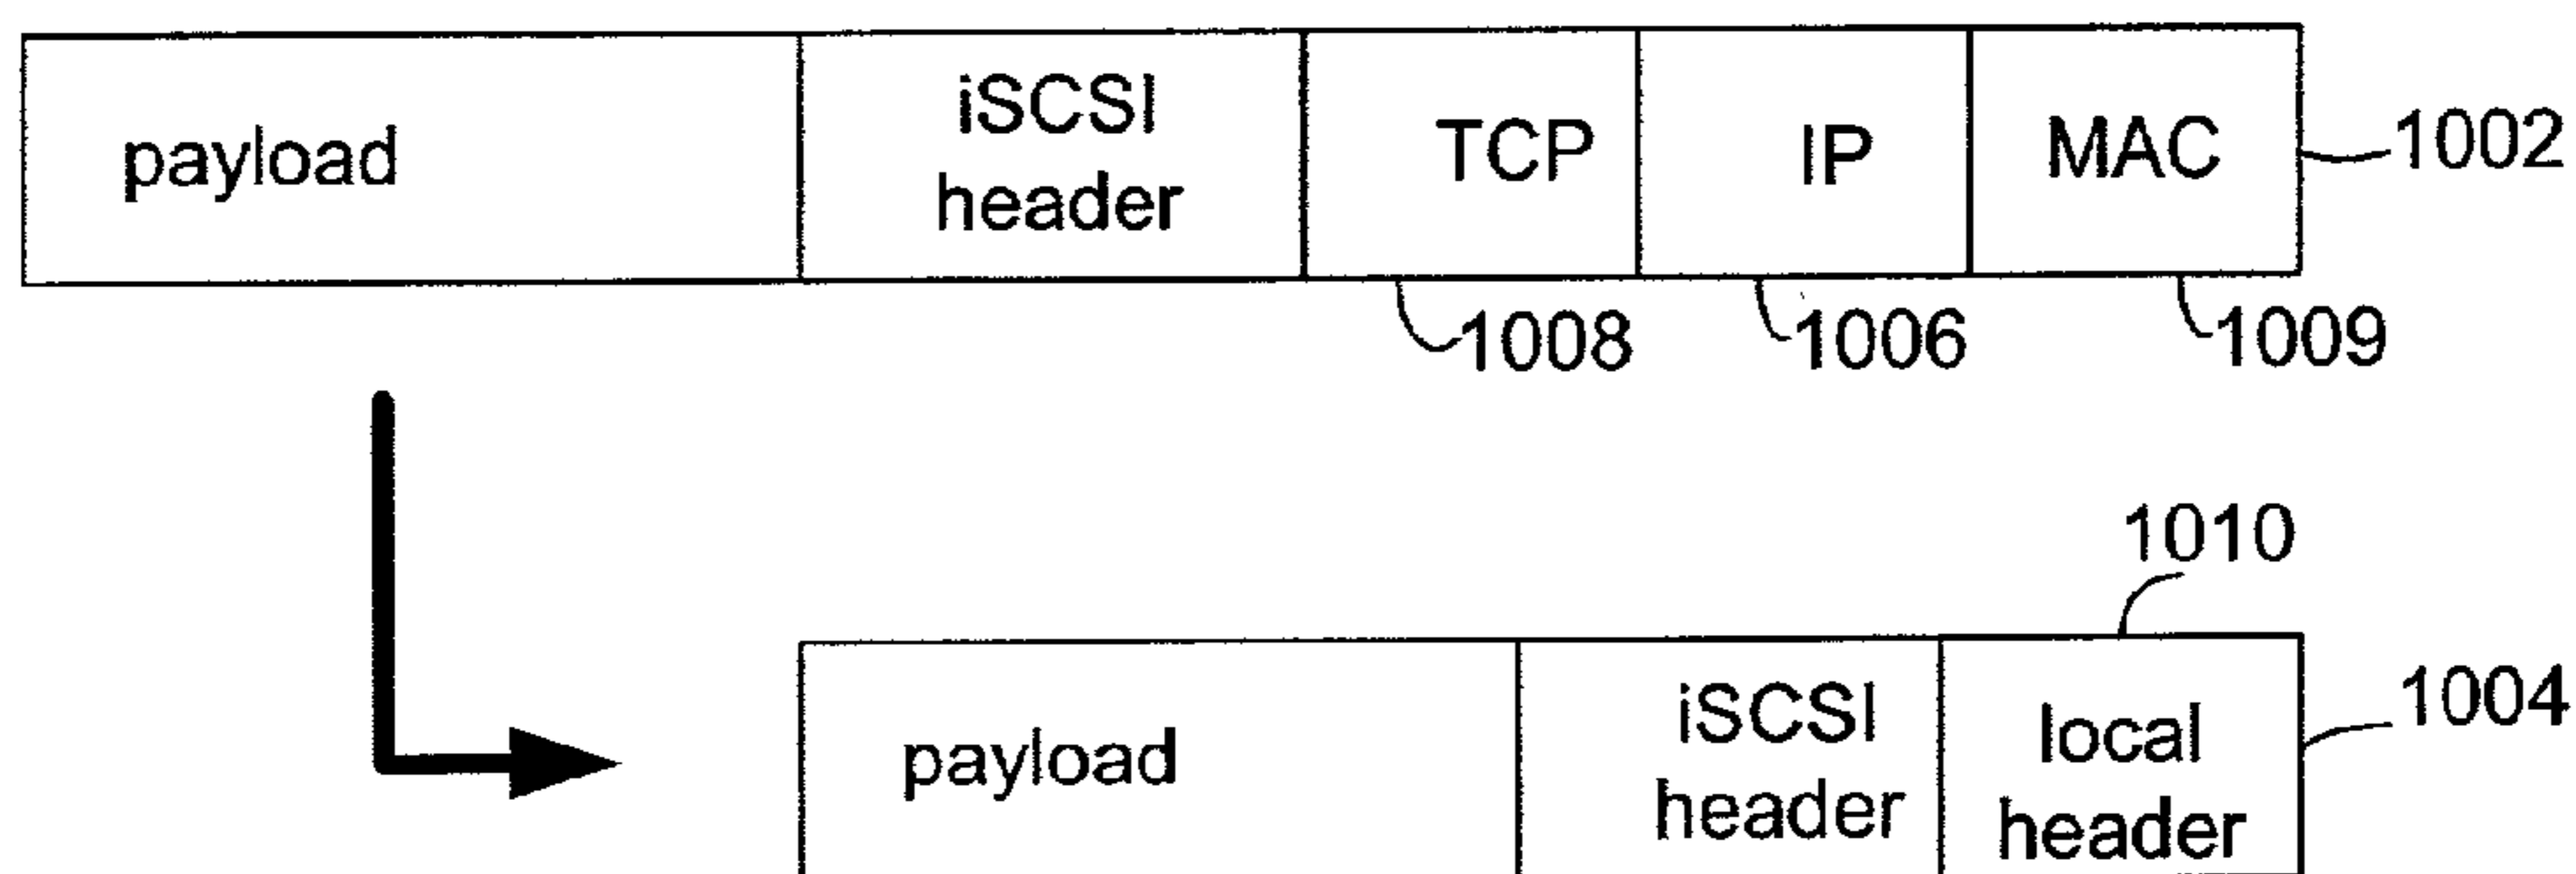 payload
iSCSI
header
TCP
IP
MAC
1002
1008
1006
1009
1010
payload
iSCSI
header
local
header
1004